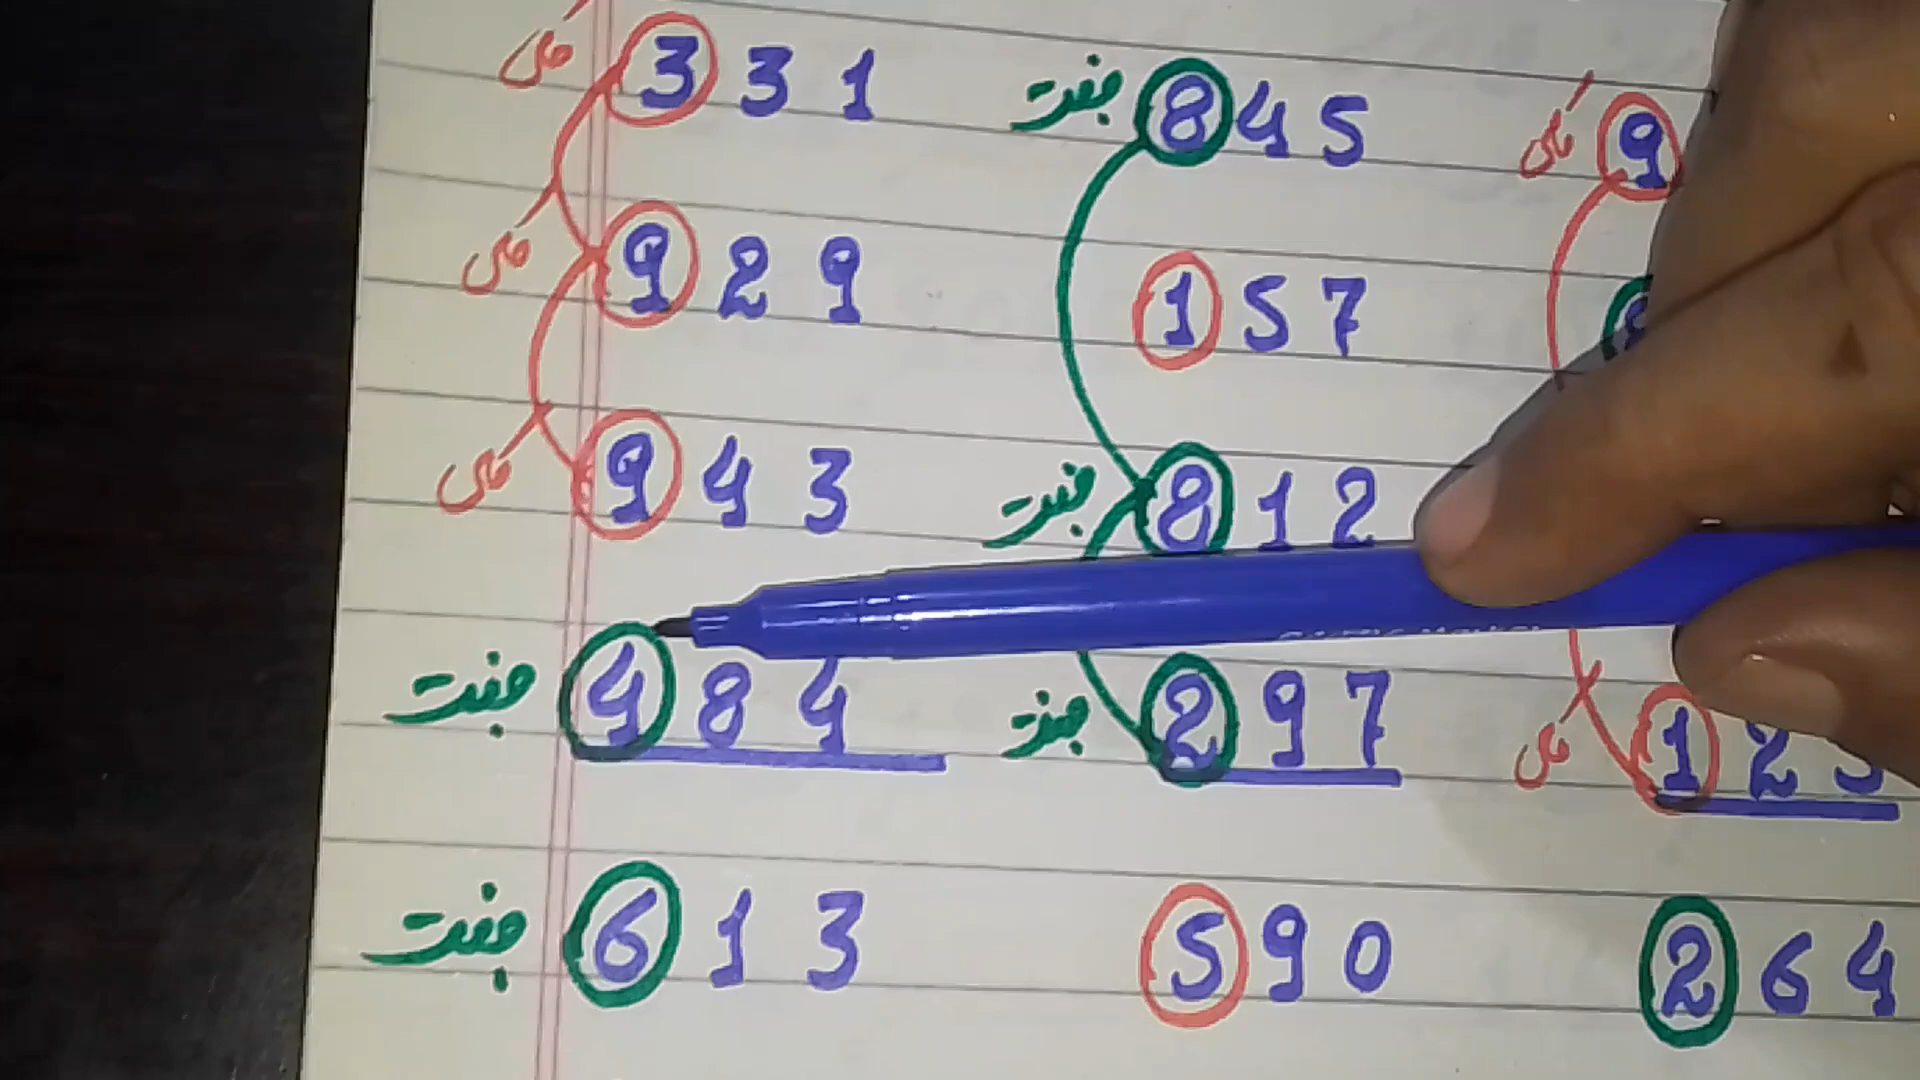 طاق 331 جفت 845 طاق 9
طاق 929 157
طاق 943 جفت 812
جفت 484 جفت 297 طاق 12
جفت 613 590 264